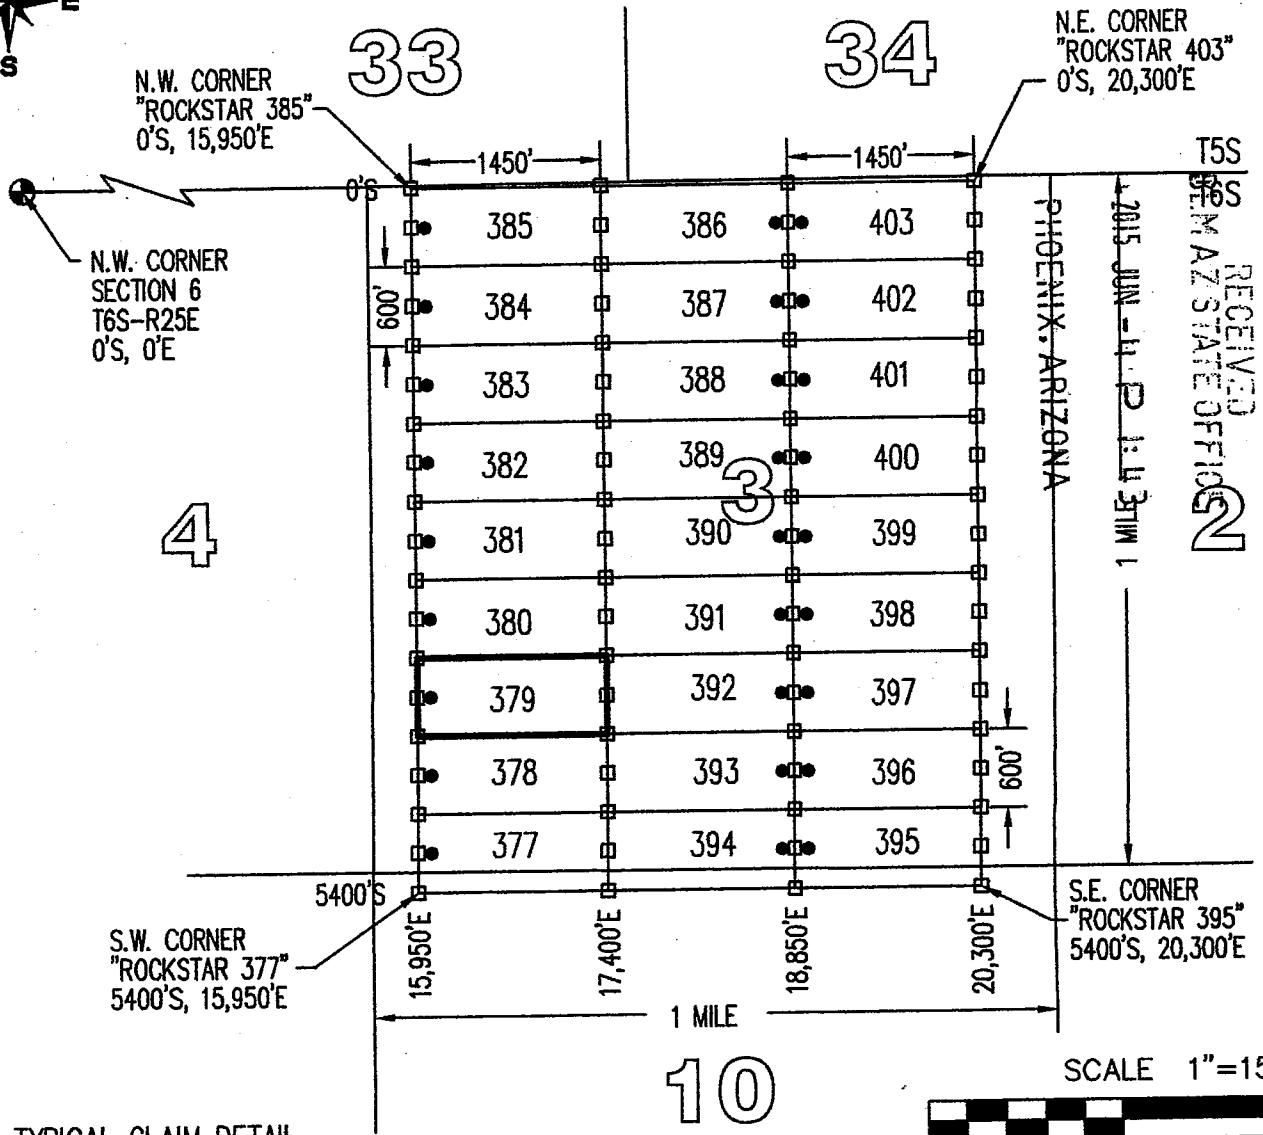 E
S
33
34
N.W. CORNER
"ROCKSTAR 385"
0'S, 15,950'E
N.E. CORNER
"ROCKSTAR 403"
0'S, 20,300'E
1450'
1450'
T5S
T6S
0'S
N.W. CORNER
SECTION 6
T6S-R25E
0'S, 0'E
600'
385 386 403
384 387 402
383 388 401
382 389 400
3
381 390 399
380 391 398
379 392 397
378 393 396
377 394 395
4
2
600'
1 MILE
RECEIVED
AZ STATE OFFICE
2015 JUN -4 P 1:43
PHOENIX, ARIZONA
5400'S
S.W. CORNER
"ROCKSTAR 377"
5400'S, 15,950'E
15,950'E
17,400'E
18,850'E
20,300'E
S.E. CORNER
"ROCKSTAR 395"
5400'S, 20,300'E
1 MILE
10
SCALE 1"=15
TYPICAL CLAIM DETAIL